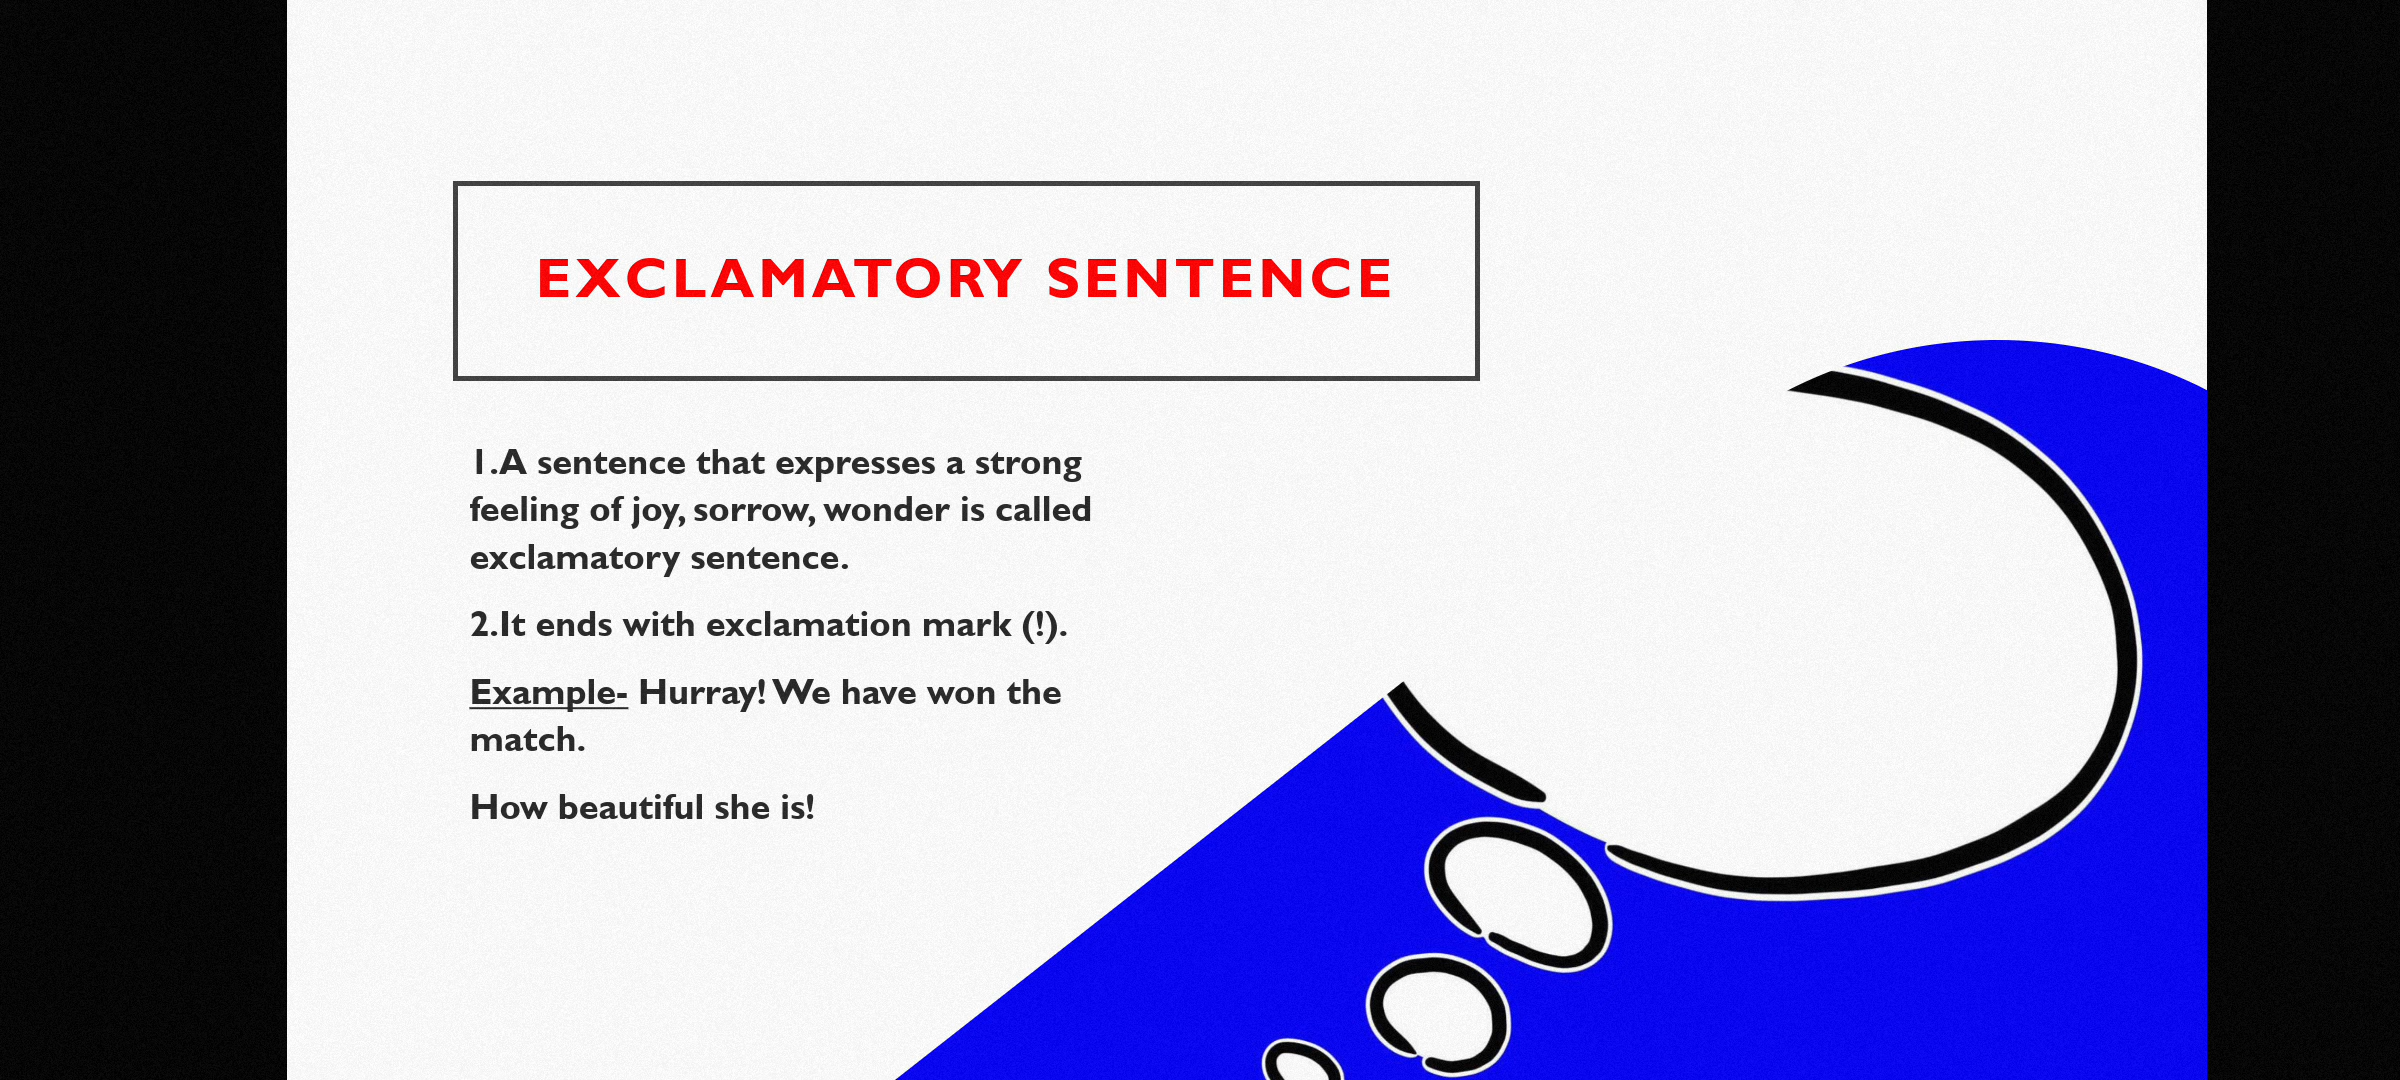 EXCLAMATORY SENTENCE
1.A sentence that expresses a strong
feeling of joy, sorrow, wonder is called
exclamatory sentence.
2.It ends with exclamation mark (!).
Example- Hurray! We have won the
match.
How beautiful she is!